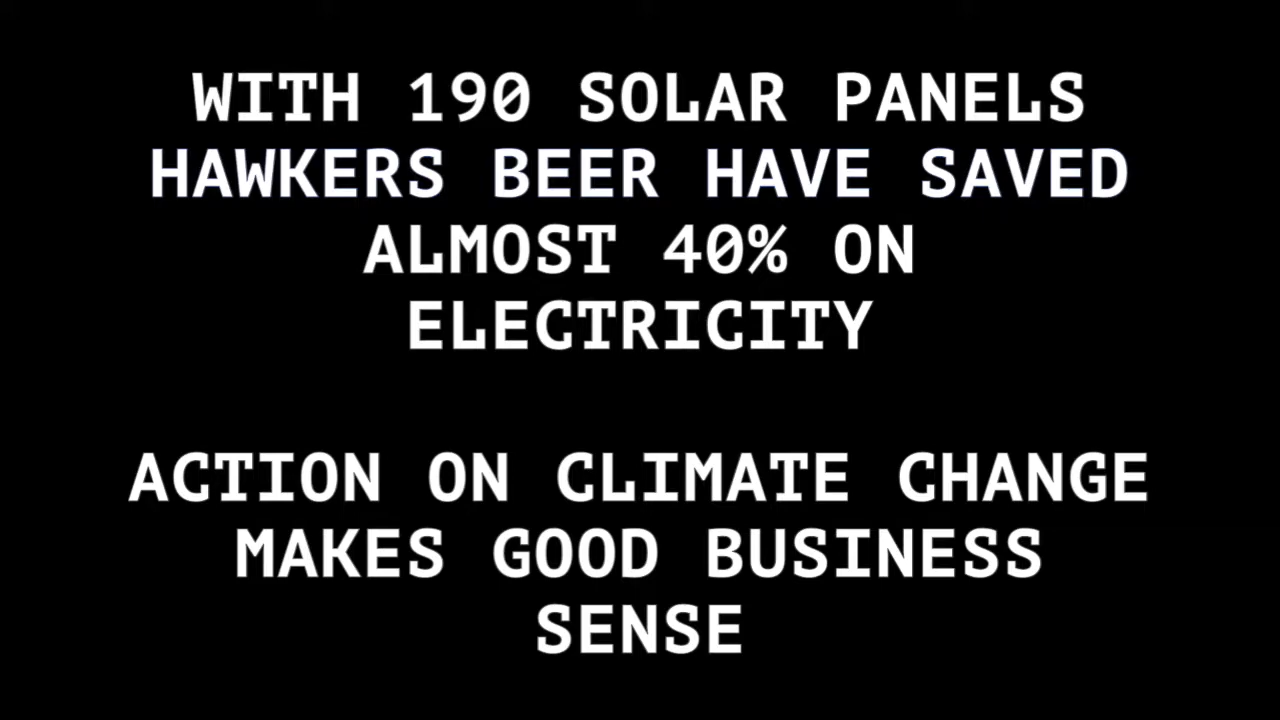 WITH 190 SOLAR PANELS
HAWKERS BEER HAVE SAVED
ALMOST 40% ON
ELECTRICITY
ACTION ON CLIMATE CHANGE
MAKES GOOD BUSINESS
SENSE